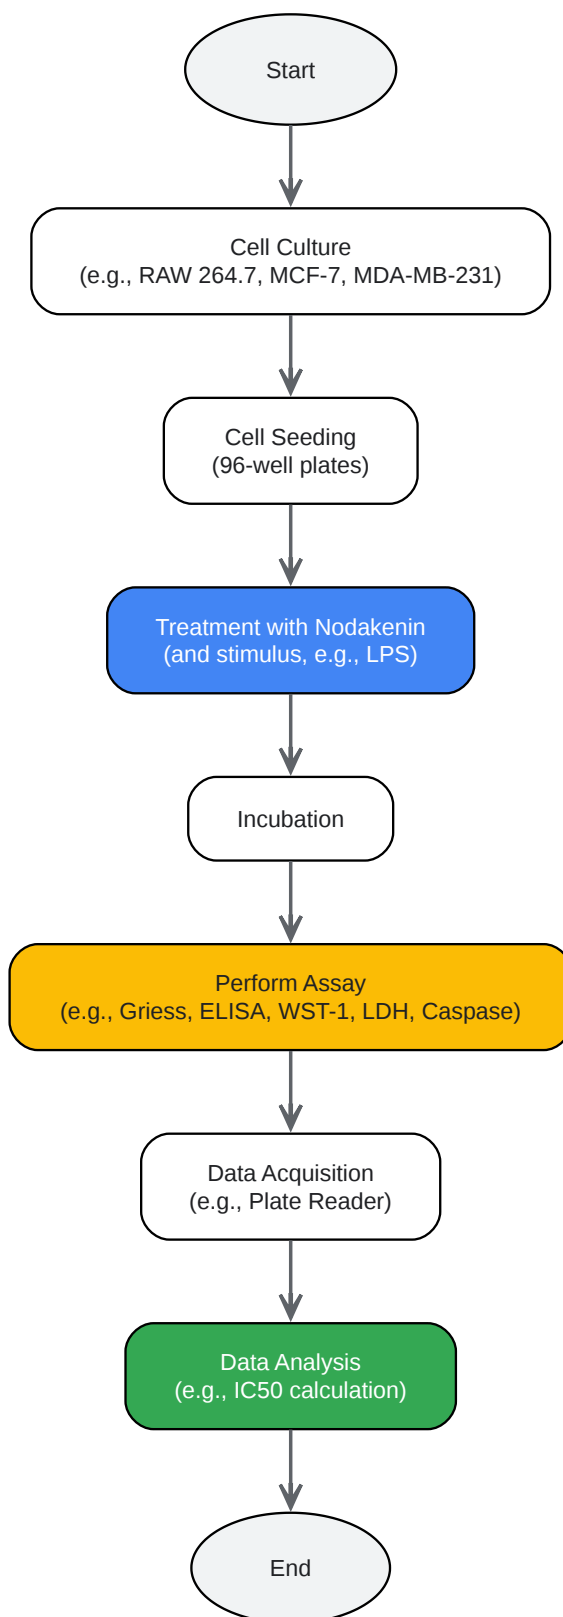 Start
Cell Culture
(e.g., RAW 264.7, MCF-7, MDA-MB-231)
Cell Seeding
(96-well plates)
Treatment with Nodakenin
(and stimulus, e.g., LPS)
Incubation
Perform Assay
(e.g., Griess, ELISA, WST-1, LDH, Caspase)
Data Acquisition
(e.g., Plate Reader)
Data Analysis
(e.g., IC50 calculation)
End